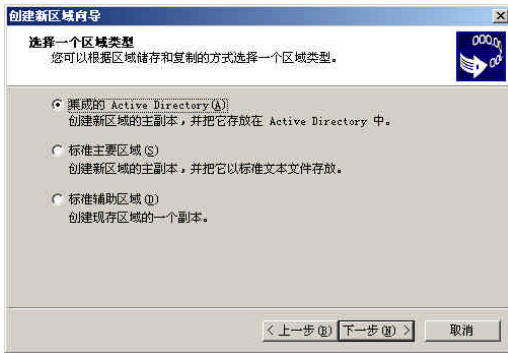 创建新区域向导
选择一个区域类型
您可以根据区域储存和复制的方式选择一个区域类型。
集成的 Active Directory(A)
创建新区域的主副本，并把它存放在 Active Directory 中。
标准主要区域(S)
创建新区域的主副本，并把它以标准文本文件存放。
标准辅助区域(D)
创建现存区域的一个副本。
< 上一步(B) 下一步(N) > 取消